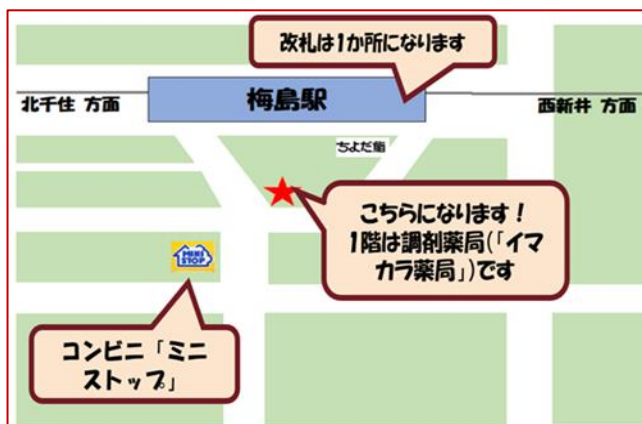 改札は1か所になります
梅島駅
北千住 方面
西新井 方面
ちよだ鮨
こちらになります！
1階は調剤薬局(「イマ
カラ薬局」)です
MINI
STOP
コンビニ「ミニ
ストップ」